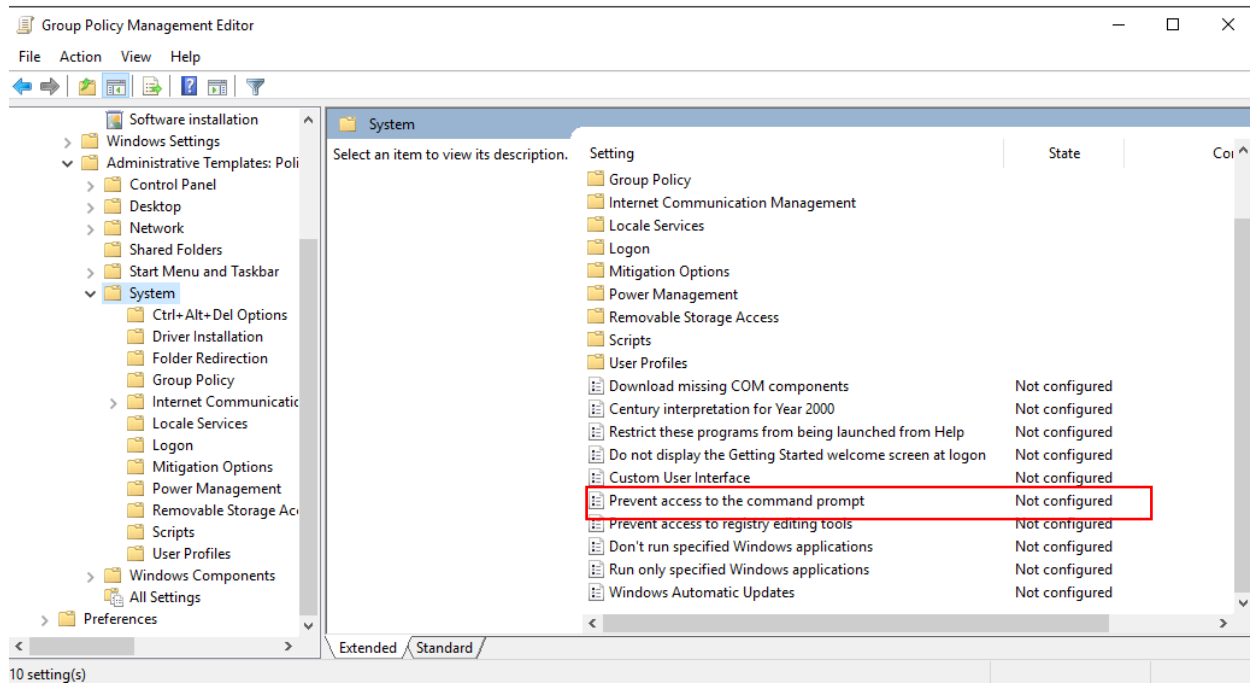 Group Policy Management Editor
File Action View Help
Software installation
Windows Settings
Administrative Templates: Poli
Control Panel
Desktop
Network
Shared Folders
Start Menu and Taskbar
System
Ctrl+Alt+Del Options
Driver Installation
Folder Redirection
Group Policy
Internet Communicatic
Locale Services
Logon
Mitigation Options
Power Management
Removable Storage Acc
Scripts
User Profiles
Windows Components
All Settings
Preferences
System
Select an item to view its description.
Setting State Co
Group Policy
Internet Communication Management
Locale Services
Logon
Mitigation Options
Power Management
Removable Storage Access
Scripts
User Profiles
Download missing COM components Not configured
Century interpretation for Year 2000 Not configured
Restrict these programs from being launched from Help Not configured
Do not display the Getting Started welcome screen at logon Not configured
Custom User Interface Not configured
Prevent access to the command prompt Not configured
Prevent access to registry editing tools Not configured
Don't run specified Windows applications Not configured
Run only specified Windows applications Not configured
Windows Automatic Updates Not configured
Extended Standard
10 setting(s)